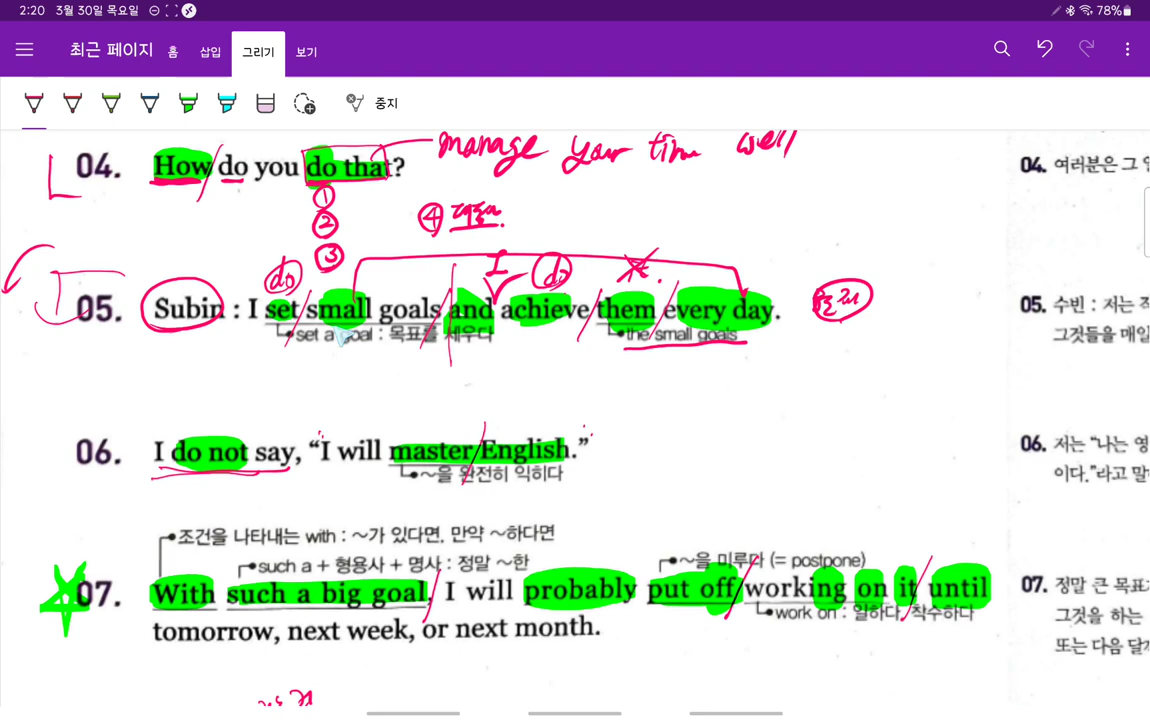 2:20 3월 30일 목요일
78%
최근 페이지 홈 삽입 그리기 보기
중지
manage your time well
04. How do you do that?
04. 여러분은 그
① ② ③
④
do
I
05. Subin : I set small goals and achieve them every day.
set a goal : 목표를 세우다
the small goals
05. 수빈 : 저는
그것들을 매일
06. I do not say, “I will master English.”
~을 완전히 익히다
06. 저는 “나는 영
이다.”라고 말
조건을 나타내는 with : ~가 있다면, 만약 ~하다면
such a + 형용사 + 명사 : 정말 ~한
~을 미루다 (= postpone)
07. With such a big goal, I will probably put off working on it until
work on : 일하다, 착수하다
tomorrow, next week, or next month.
07. 정말 큰 목표
그것을 하는
또는 다음 달